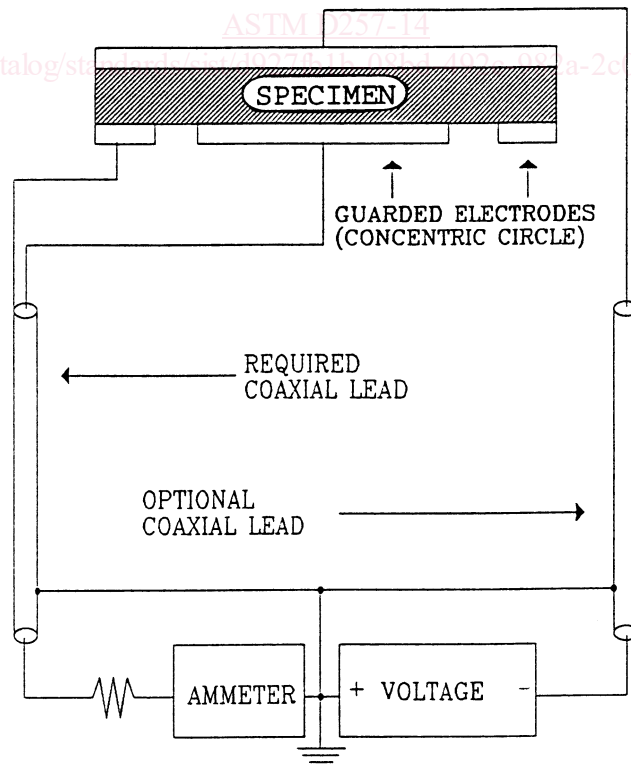 ASTM D257-14
SPECIMEN
GUARDED ELECTRODES
(CONCENTRIC CIRCLE)
REQUIRED
COAXIAL LEAD
OPTIONAL
COAXIAL LEAD
AMMETER
+ VOLTAGE -